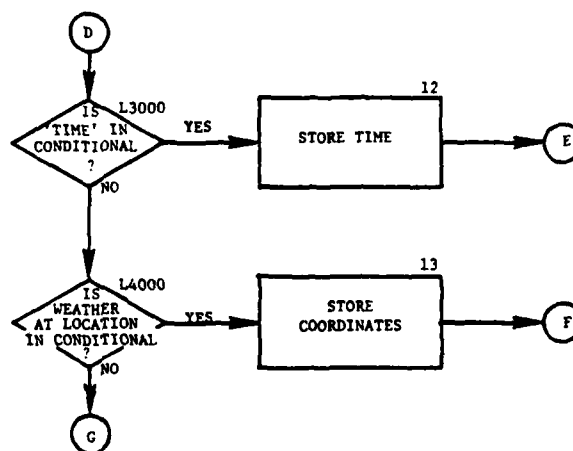 D
IS L3000
'TIME' IN YES
CONDITIONAL
?
NO
12
STORE TIME
E
IS L4000
WEATHER
AT LOCATION YES
IN CONDITIONAL
?
NO
13
STORE
COORDINATES
F
G